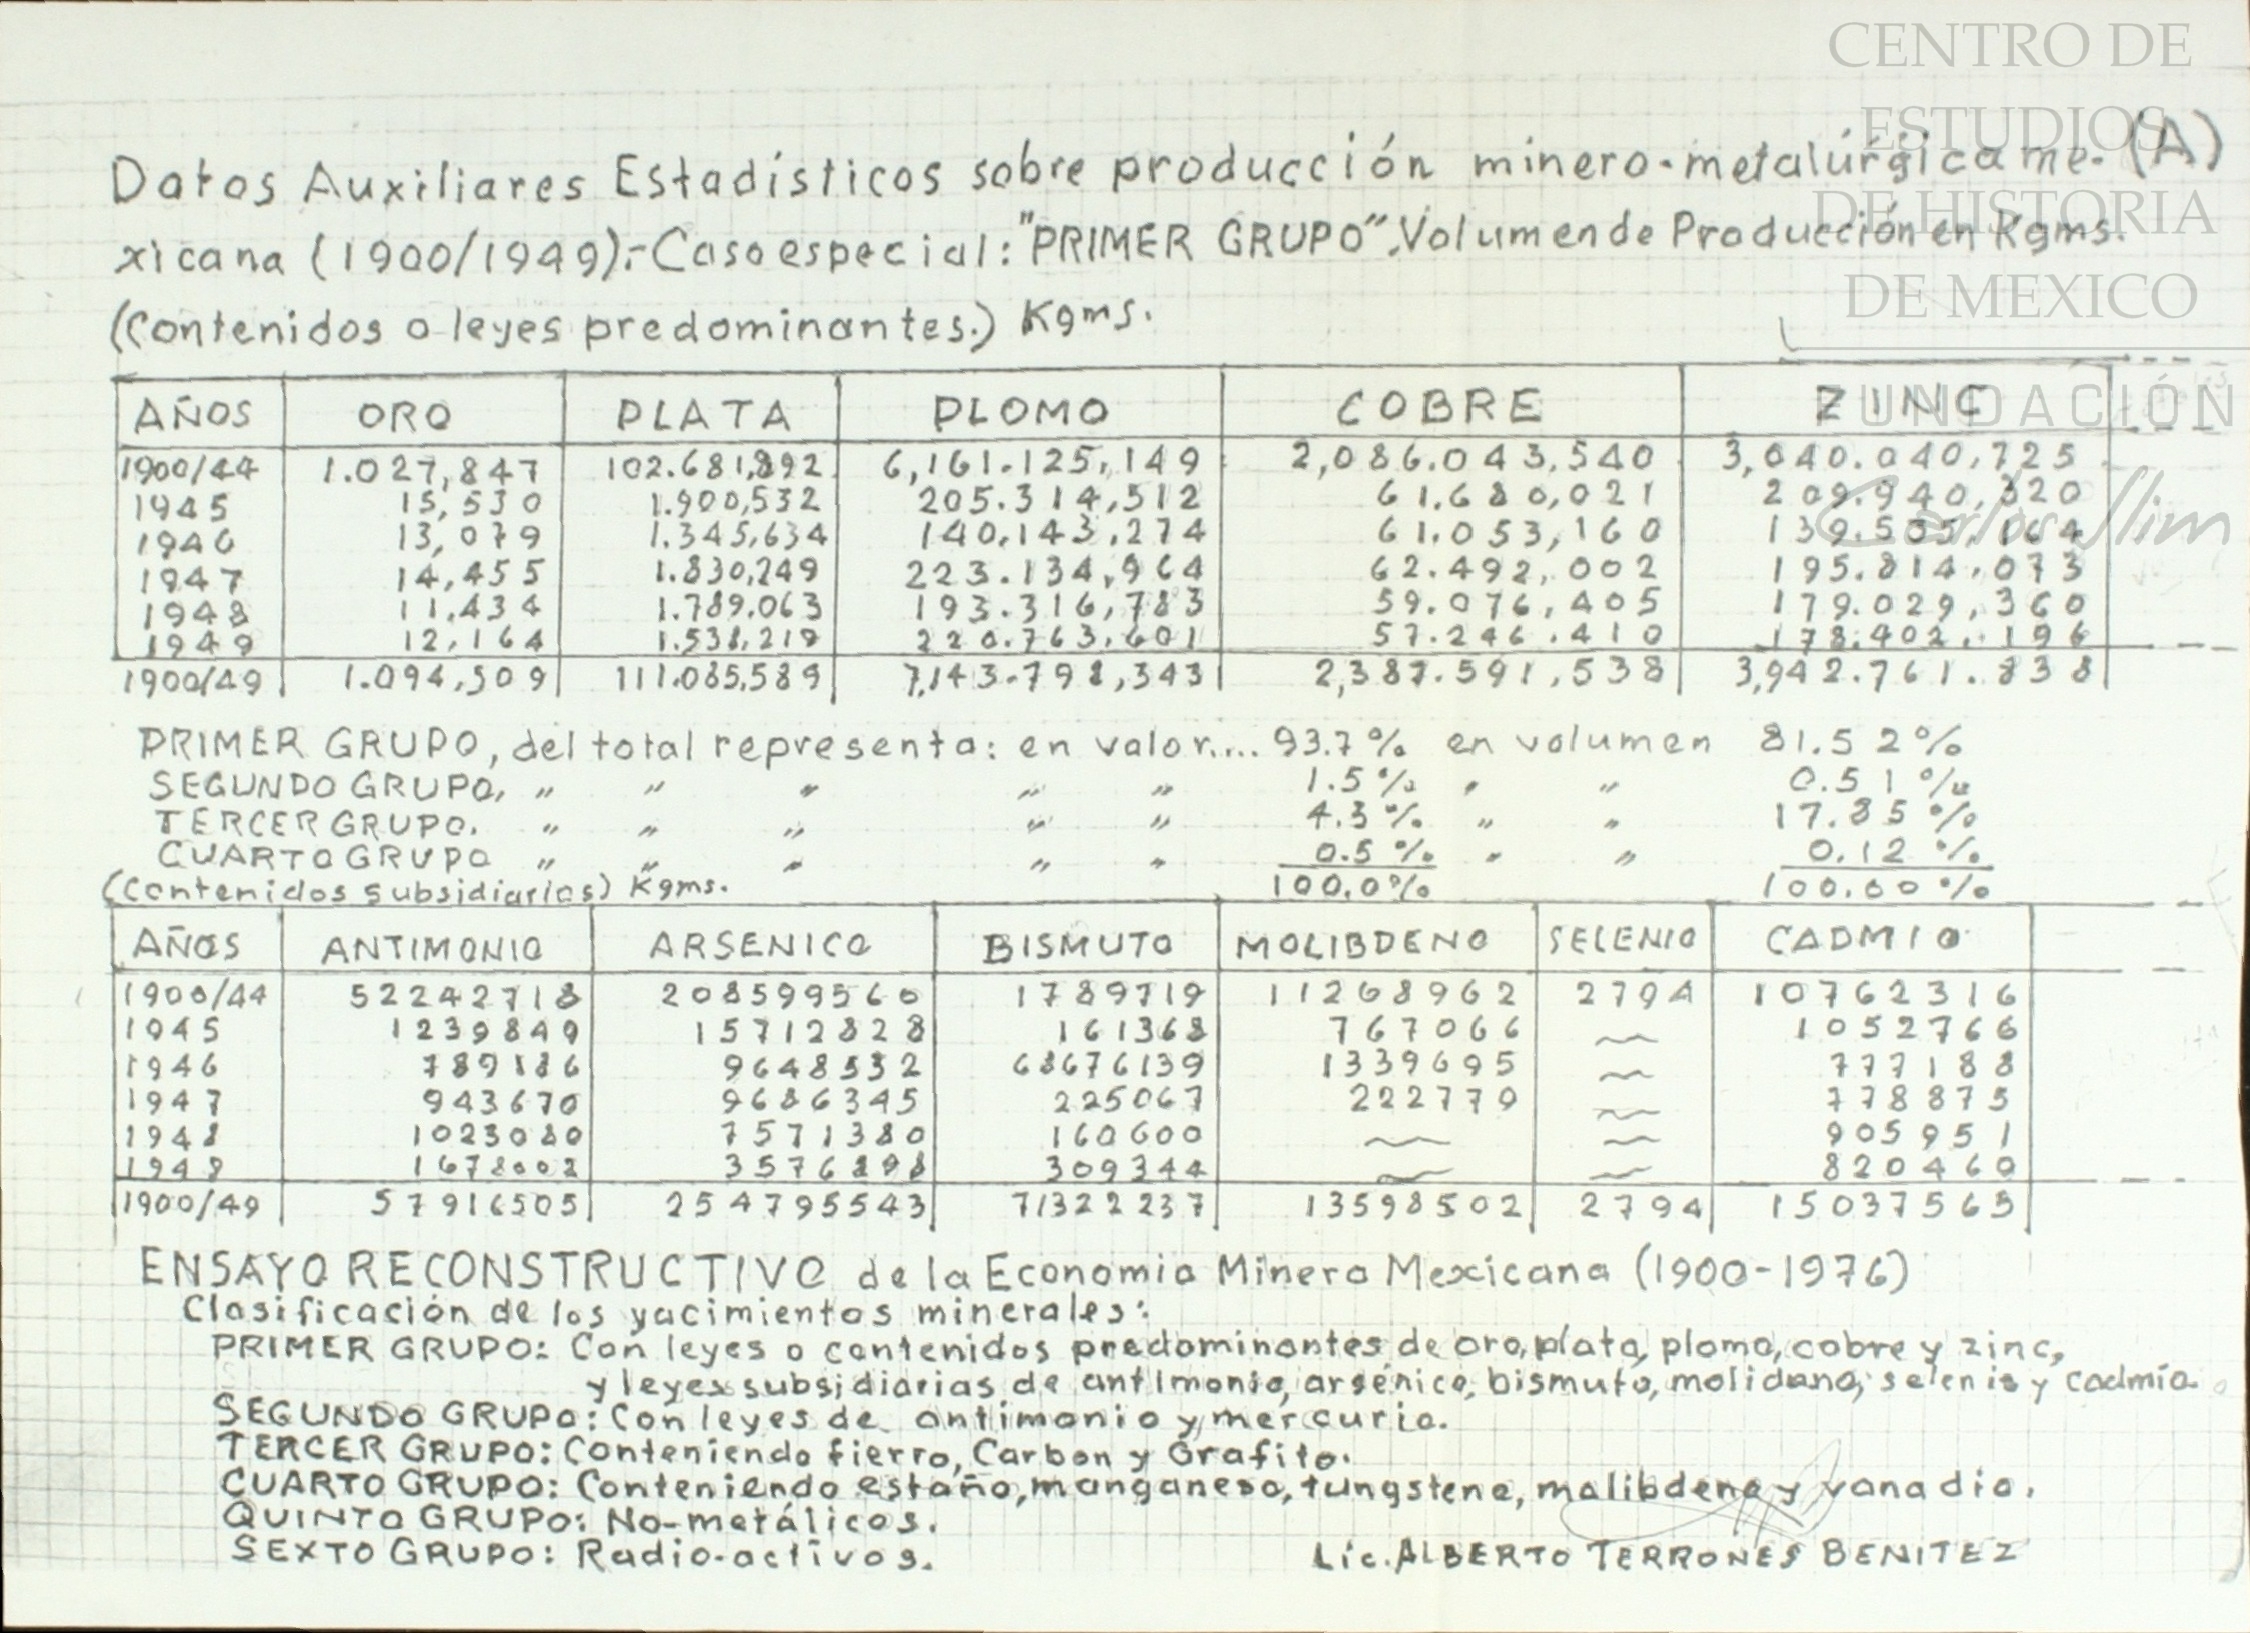 CENTRO DE
ESTUDIOS
DE HISTORIA
DE MEXICO
FUNDACIÓN
Carlos Slim
(A)
Datos Auxiliares Estadísticos sobre producción minero-metalúrgica me-
xicana (1900/1949).-Caso especial: "PRIMER GRUPO". Volumen de Producción en Kgms.
(Contenidos o leyes predominantes.) Kgms.
AÑOS ORO PLATA PLOMO COBRE ZINC
1900/44 1.027,847 102.681,892 6,161.125,149 2,086.043,540 3,040.040,725
1945 15,530 1.900,532 205.314,512 61.680,021 209.940,320
1946 13,079 1.345,634 140.143,274 61.053,160 139.535,164
1947 14,455 1.830,249 223.134,964 62.492,002 195.814,073
1948 11,434 1.789.063 193.316,783 59.076,405 179.029,360
1949 12,164 1.538,219 220.763,601 57.246.410 178.402,196
1900/49 1.094,509 111.085,589 7,143.798,343 2,387.591,538 3,942.761.838
PRIMER GRUPO, del total representa: en valor.... 93.7% en volumen 81.52%
SEGUNDO GRUPO, " " " " " 1.5% " " 0.51%
TERCER GRUPO. " " " " " 4.3% " " 17.85%
CUARTO GRUPO " " " " " 0.5% " " 0.12%
(Contenidos subsidiarios) Kgms. 100.0% 100.00%
AÑOS ANTIMONIO ARSENICO BISMUTO MOLIBDENO SELENIO CADMIO
1900/44 52242718 208599560 1789719 11268962 2794 10762316
1945 1239849 15712828 161368 767066 — 1052766
1946 789186 9648532 68676139 1339695 — 777188
1947 943670 9686345 225067 222779 — 778875
1948 1023080 7571380 160600 — — 905951
1949 1678002 3576898 309344 — — 820460
1900/49 57916505 254795543 71322237 13598502 2794 15037565
ENSAYO RECONSTRUCTIVO de la Economia Minera Mexicana (1900-1976)
Clasificación de los yacimientos minerales:
PRIMER GRUPO: Con leyes o contenidos predominantes de oro, plata, plomo, cobre y zinc,
y leyes subsidiarias de antimonio, arsénico, bismuto, molideno, selenio y cadmio.
SEGUNDO GRUPO: Con leyes de antimonio y mercurio.
TERCER GRUPO: Conteniendo fierro, Carbon y Grafito.
CUARTO GRUPO: Conteniendo estaño, manganeso, tungsteno, molibdeno y vanadio.
QUINTO GRUPO: No-metálicos.
SEXTO GRUPO: Radio-activos.
Lic. ALBERTO TERRONES BENITEZ